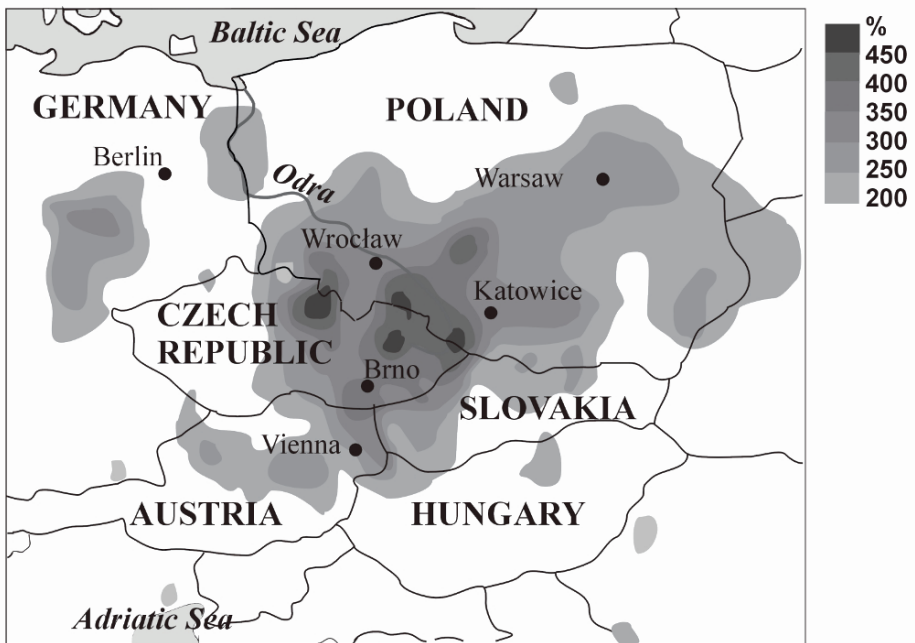 Baltic Sea
%
450
400
350
300
250
200
GERMANY
POLAND
Berlin
Odra
Warsaw
Wrocław
Katowice
CZECH
REPUBLIC
Brno
SLOVAKIA
Vienna
AUSTRIA
HUNGARY
Adriatic Sea